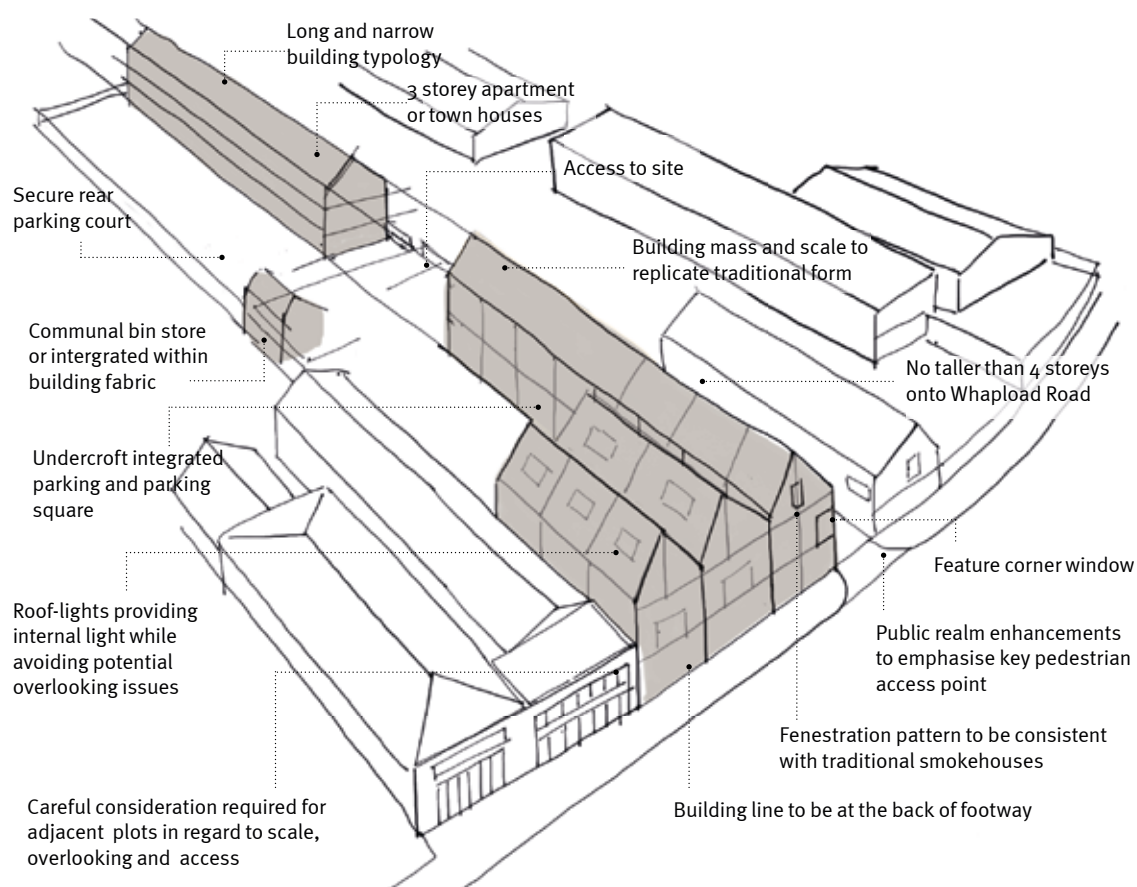 Long and narrow
building typology
3 storey apartment
or town houses
Access to site
Secure rear
parking court
Building mass and scale to
replicate traditional form
Communal bin store
or intergrated within
building fabric
No taller than 4 storeys
onto Whapload Road
Undercroft integrated
parking and parking
square
Feature corner window
Roof-lights providing
internal light while
avoiding potential
overlooking issues
Public realm enhancements
to emphasise key pedestrian
access point
Fenestration pattern to be consistent
with traditional smokehouses
Careful consideration required for
adjacent plots in regard to scale,
overlooking and access
Building line to be at the back of footway